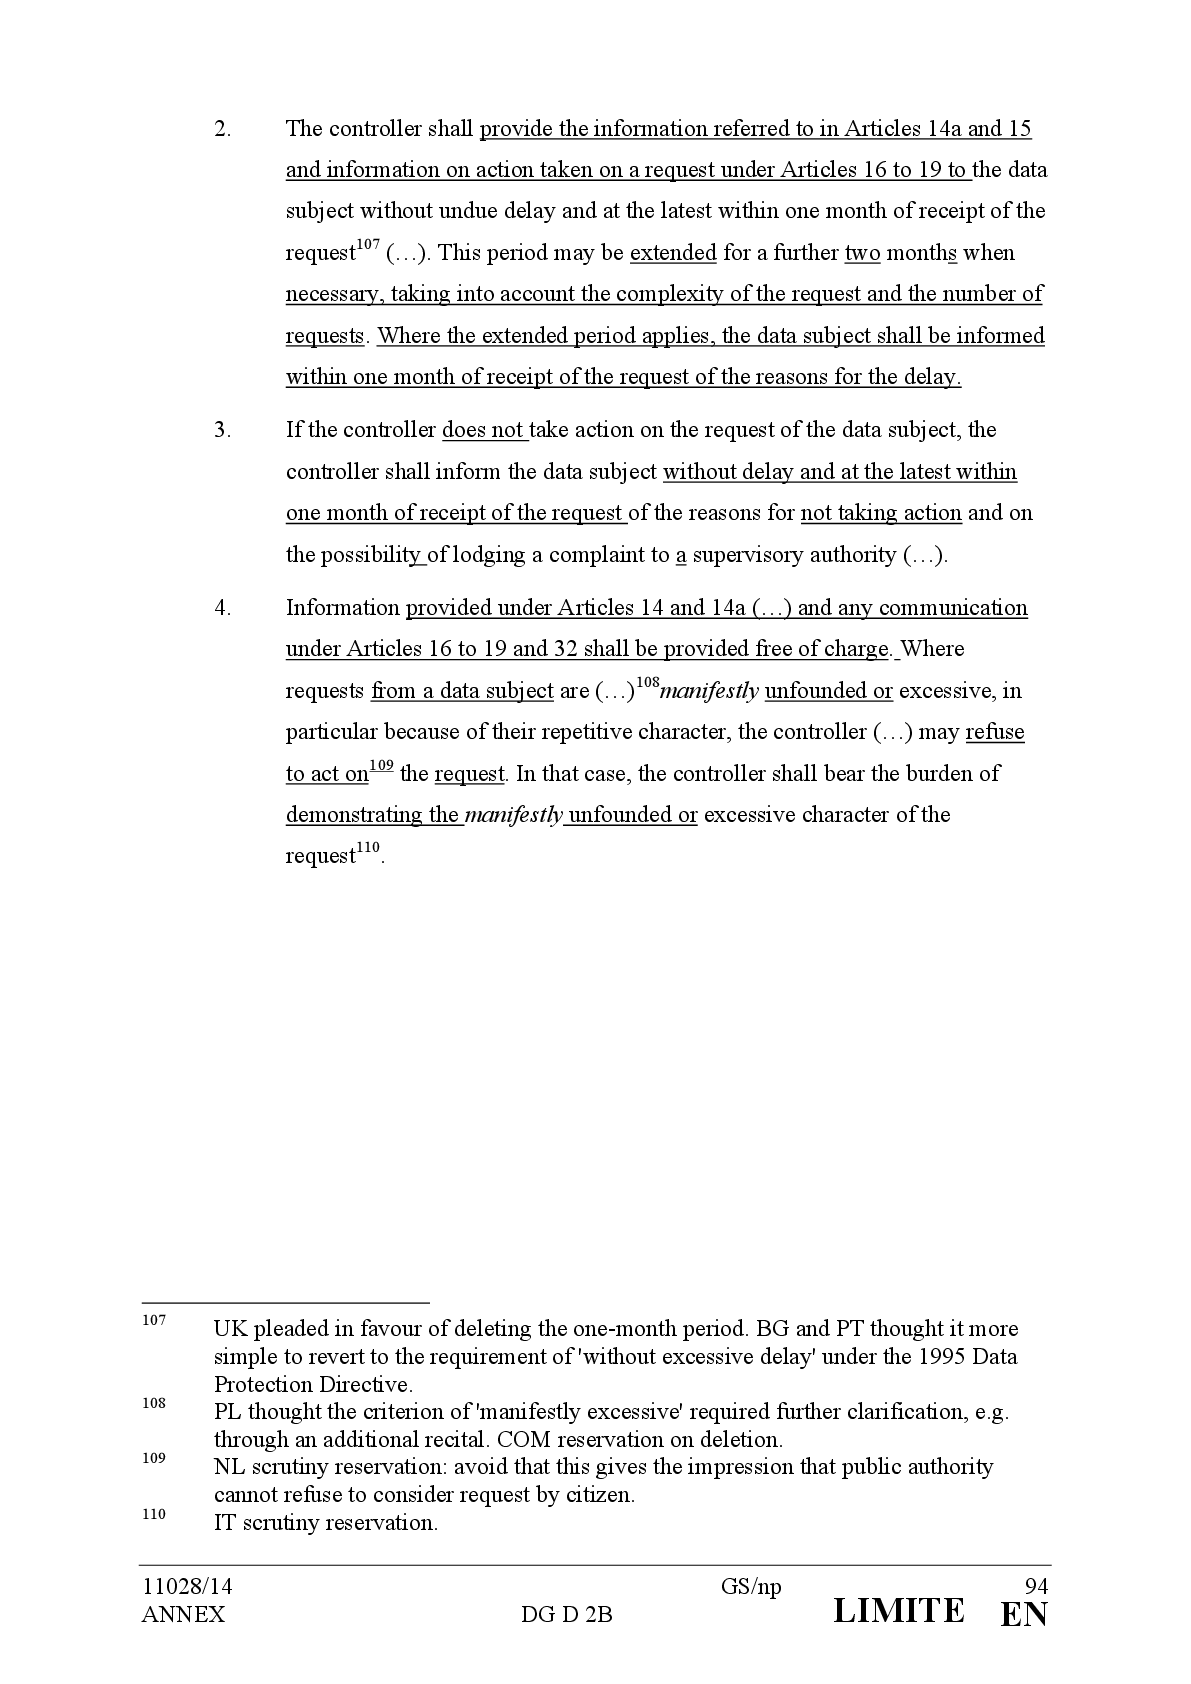 2. The controller shall provide the information referred to in Articles 14a and 15
and information on action taken on a request under Articles 16 to 19 to the data
subject without undue delay and at the latest within one month of receipt of the
request107 (…). This period may be extended for a further two months when
necessary, taking into account the complexity of the request and the number of
requests. Where the extended period applies, the data subject shall be informed
within one month of receipt of the request of the reasons for the delay.
3. If the controller does not take action on the request of the data subject, the
controller shall inform the data subject without delay and at the latest within
one month of receipt of the request of the reasons for not taking action and on
the possibility of lodging a complaint to a supervisory authority (…).
4. Information provided under Articles 14 and 14a (…) and any communication
under Articles 16 to 19 and 32 shall be provided free of charge. Where
requests from a data subject are (…)108manifestly unfounded or excessive, in
particular because of their repetitive character, the controller (…) may refuse
to act on109 the request. In that case, the controller shall bear the burden of
demonstrating the manifestly unfounded or excessive character of the
request110.
107 UK pleaded in favour of deleting the one-month period. BG and PT thought it more
simple to revert to the requirement of 'without excessive delay' under the 1995 Data
Protection Directive.
108 PL thought the criterion of 'manifestly excessive' required further clarification, e.g.
through an additional recital. COM reservation on deletion.
109 NL scrutiny reservation: avoid that this gives the impression that public authority
cannot refuse to consider request by citizen.
110 IT scrutiny reservation.
11028/14 GS/np 94
ANNEX DG D 2B LIMITE EN